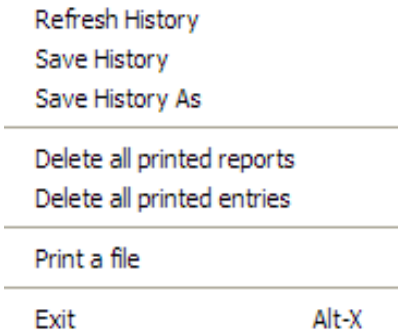 Refresh History
Save History
Save History As
Delete all printed reports
Delete all printed entries
Print a file
Exit Alt-X